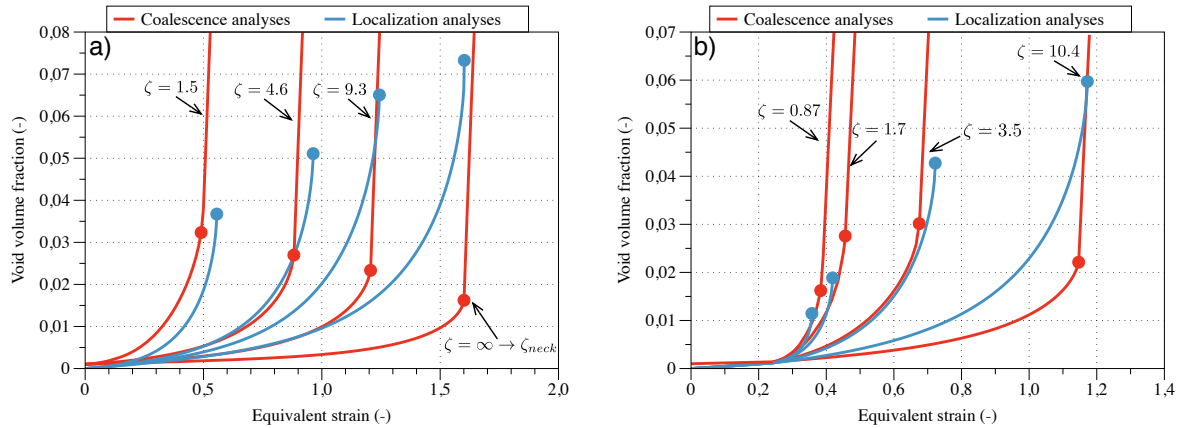 Coalescence analyses Localization analyses
a)
0.08
0.07
0.06
0.05
0.04
0.03
0.02
0.01
0
Void volume fraction (-)
ζ = 1.5
ζ = 4.6
ζ = 9.3
ζ = ∞ → ζneck
0 0,5 1,0 1,5 2,0
Equivalent strain (-)
Coalescence analyses Localization analyses
b)
0.07
0,06
0,05
0,04
0,03
0,02
0,01
0
Void volume fraction (-)
ζ = 10.4
ζ = 0.87
ζ = 1.7
ζ = 3.5
0 0,2 0,4 0,6 0,8 1,0 1,2 1,4
Equivalent strain (-)